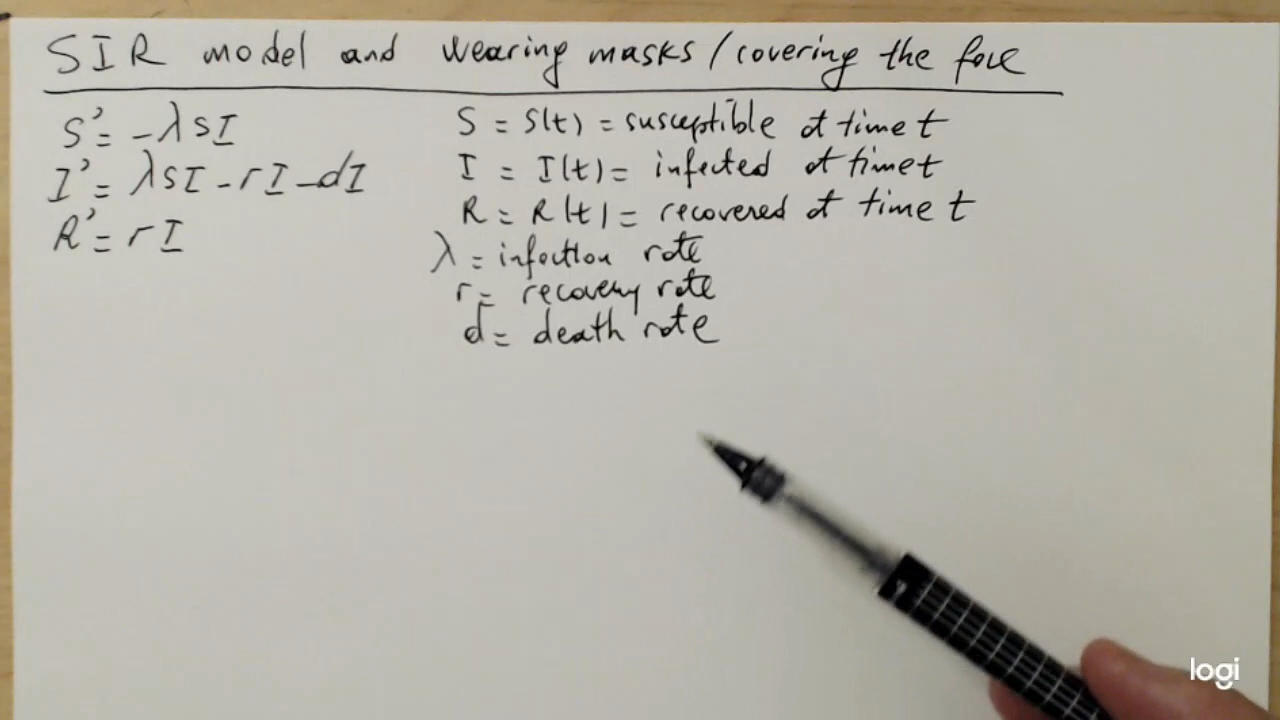 SIR model and wearing masks / covering the face
S' = -λSI
I' = λSI - rI - dI
R' = rI
S = S(t) = susceptible at time t
I = I(t) = infected at time t
R = R(t) = recovered at time t
λ = infection rate
r = recovery rate
d = death rate
logi